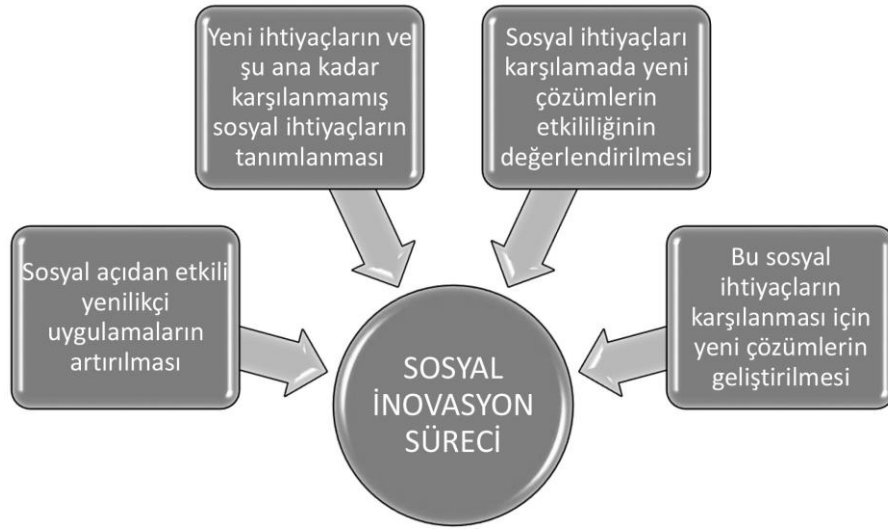 Yeni ihtiyaçların ve
şu ana kadar
karşılanmamış
sosyal ihtiyaçların
tanımlanması
Sosyal ihtiyaçları
karşılamada yeni
çözümlerin
etkililiğinin
değerlendirilmesi
Sosyal açıdan etkili
yenilikçi
uygulamaların
artırılması
Bu sosyal
ihtiyaçların
karşılanması için
yeni çözümlerin
geliştirilmesi
SOSYAL
İNOVASYON
SÜRECİ